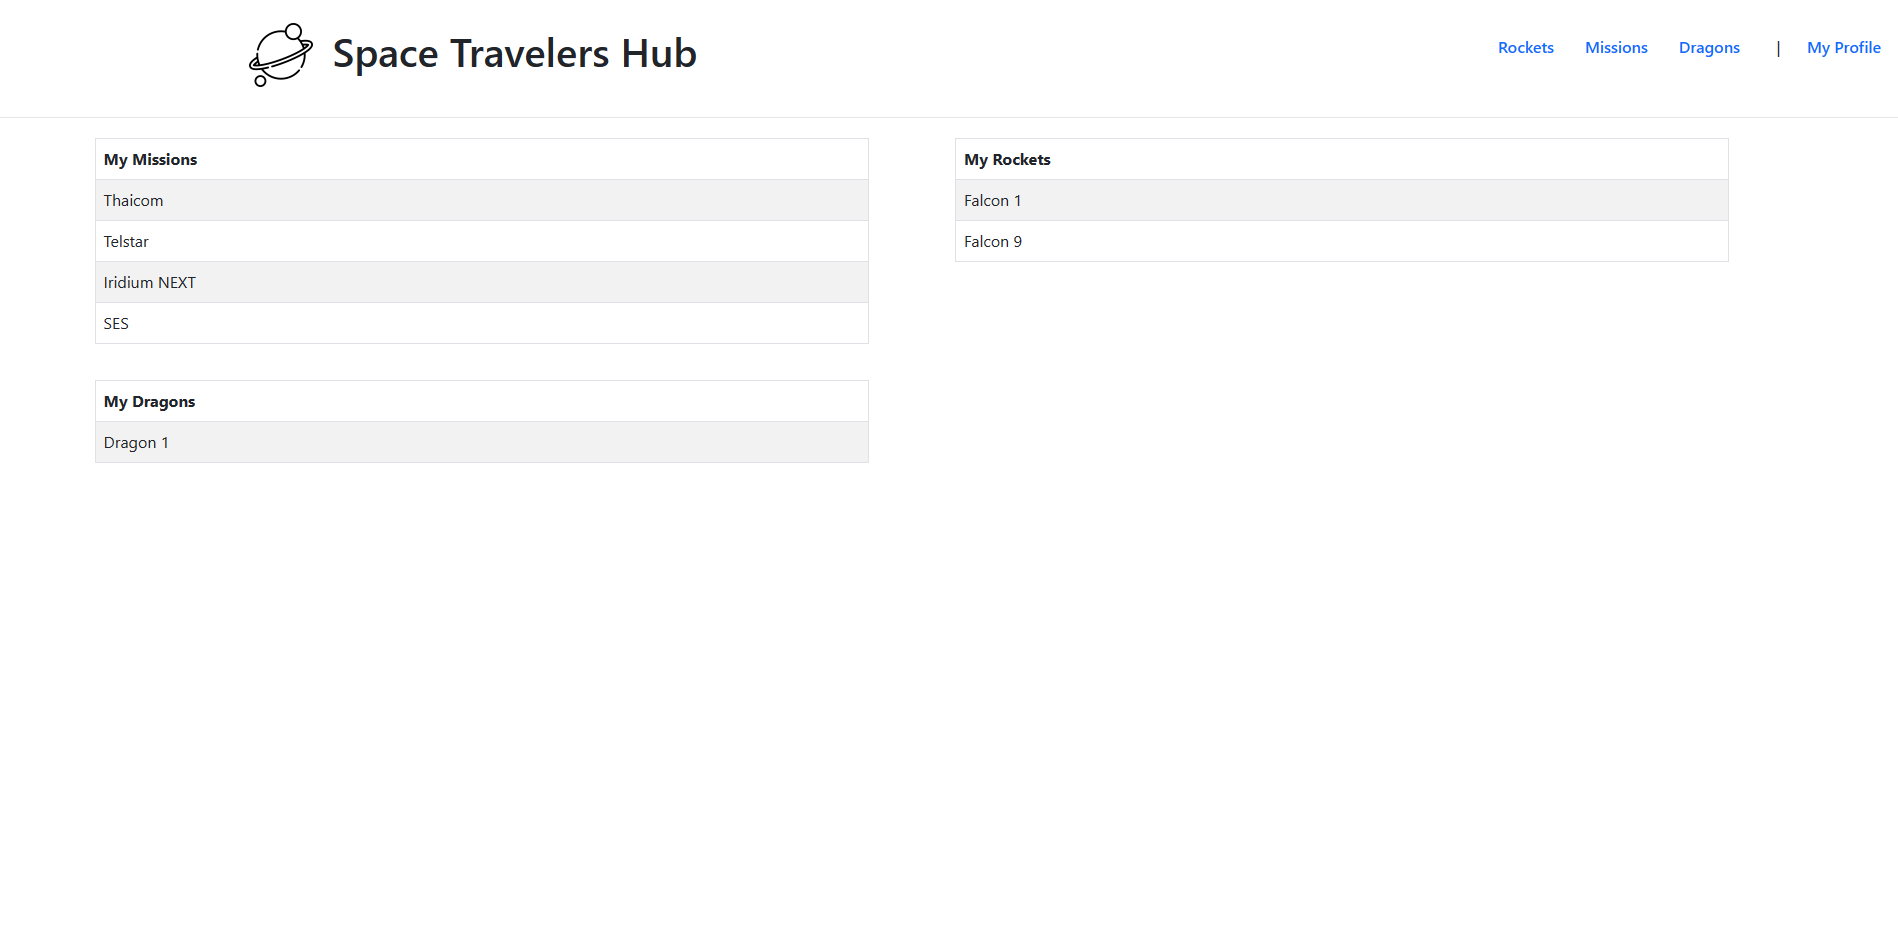 Space Travelers Hub
Rockets Missions Dragons | My Profile
My Missions
Thaicom
Telstar
Iridium NEXT
SES
My Rockets
Falcon 1
Falcon 9
My Dragons
Dragon 1